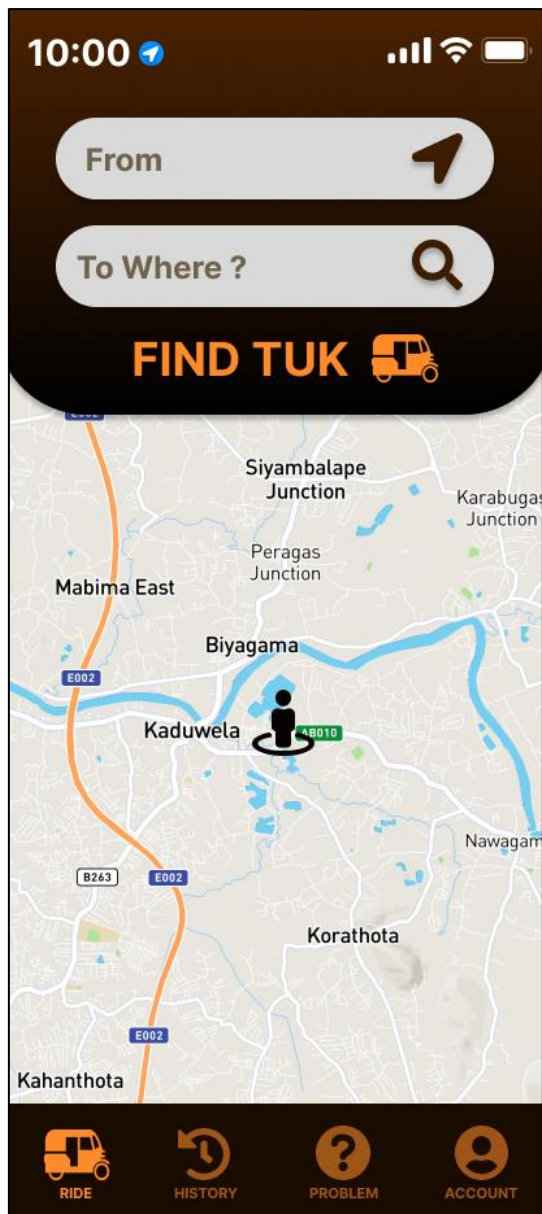 10:00
From
To Where ?
FIND TUK
E002
Siyambalape
Junction
Karabugas
Junction
Peragas
Junction
Mabima East
Biyagama
E002
Kaduwela
AB010
Nawagam
B263
E002
Korathota
E002
Kahanthota
RIDE
HISTORY
PROBLEM
ACCOUNT